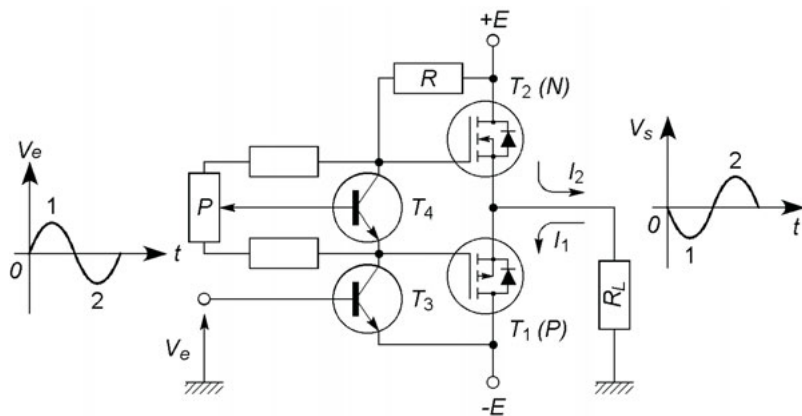 +E
R
T2 (N)
Ve
1
2
0
t
P
T4
I2
I1
Vs
2
0
1
t
T3
RL
T1 (P)
Ve
-E